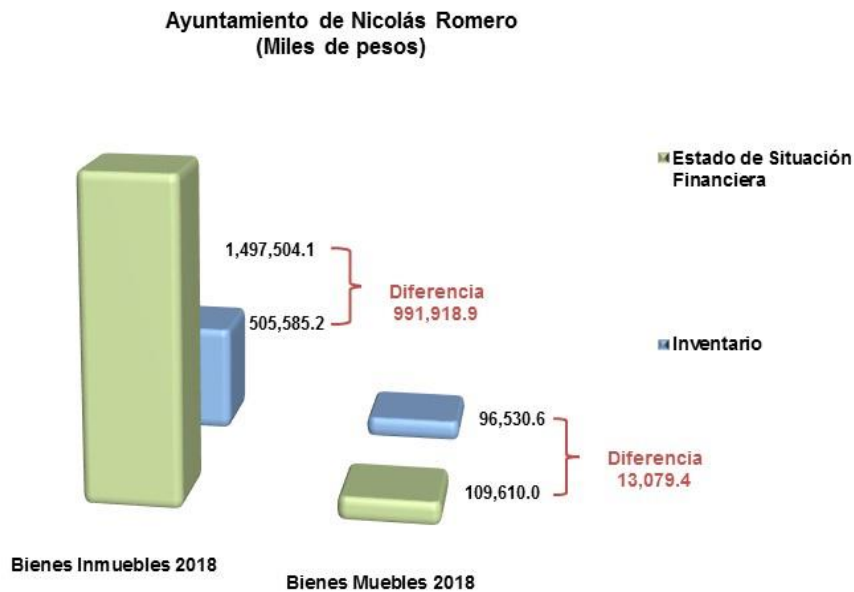 Ayuntamiento de Nicolás Romero
(Miles de pesos)
Estado de Situación
Financiera
1,497,504.1
Diferencia
991,918.9
505,585.2
Inventario
96,530.6
Diferencia
13,079.4
109,610.0
Bienes Inmuebles 2018
Bienes Muebles 2018